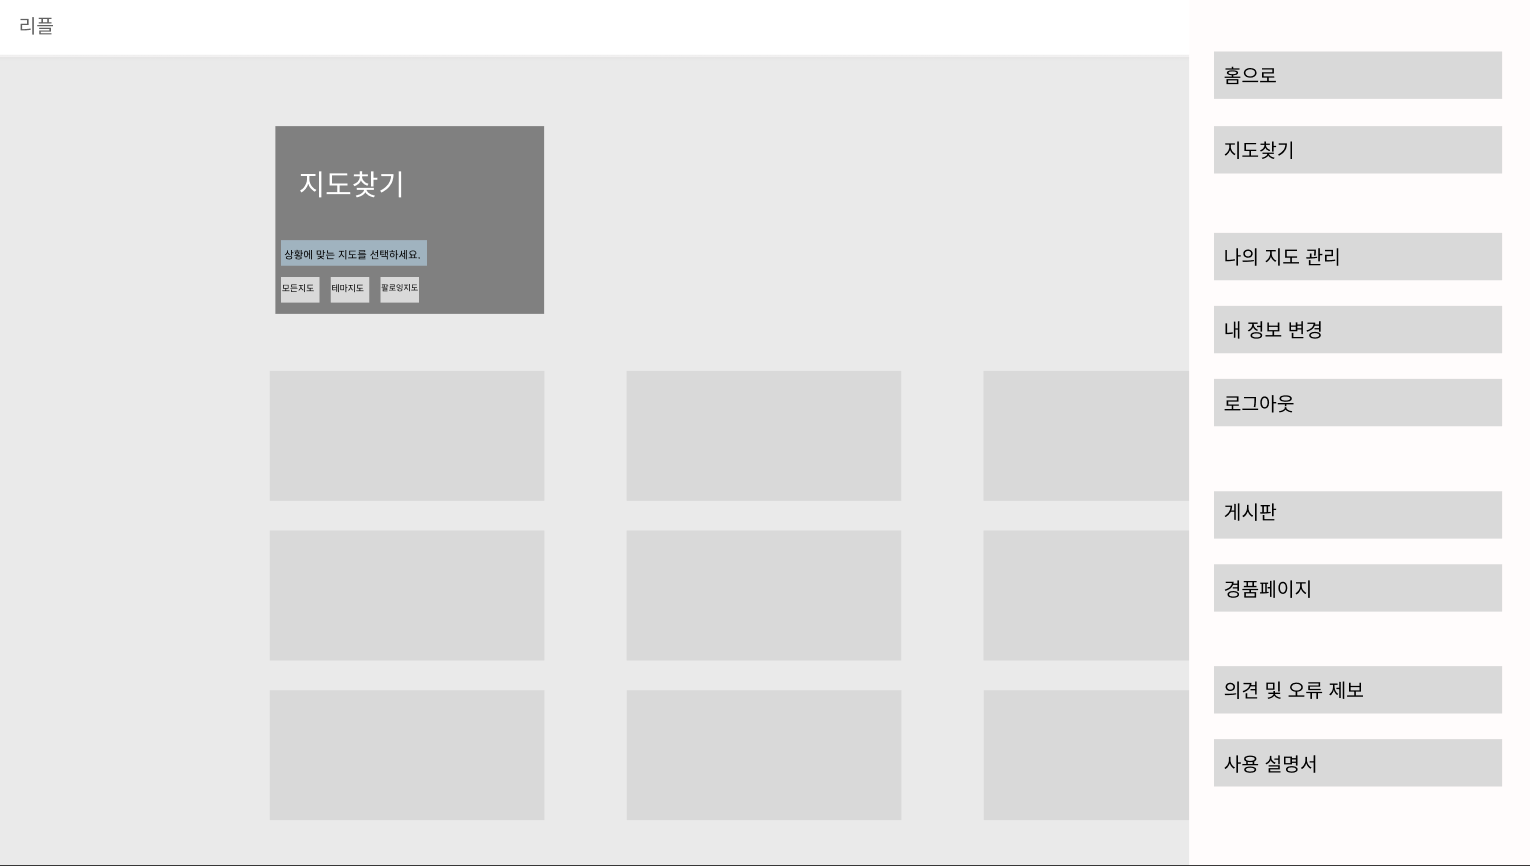 리플
지도찾기
상황에 맞는 지도를 선택하세요.
모든지도 테마지도 팔로잉지도
홈으로
지도찾기
나의 지도 관리
내 정보 변경
로그아웃
게시판
경품페이지
의견 및 오류 제보
사용 설명서